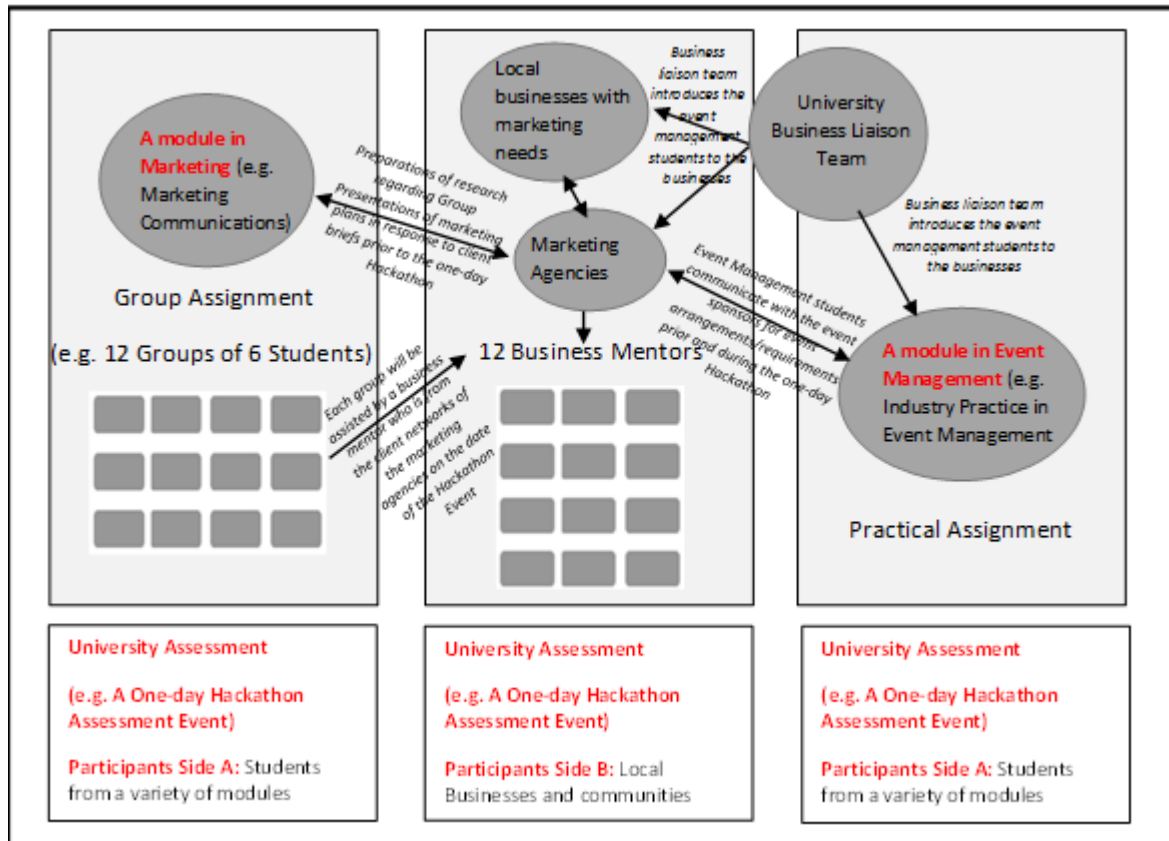 A module in
Marketing (e.g.
Marketing
Communications)
Group Assignment
(e.g. 12 Groups of 6 Students)
Preparations of research
regarding Group
Presentations of marketing
plans in response to client
briefs prior to the one-day
Hackathon
Each group will be
assisted by a business
mentor who is from
the client networks of
the marketing
agencies on the date
of the Hackathon
Event
Local
businesses with
marketing
needs
Business
liaison team
introduces the
event
management
students to the
businesses
Marketing
Agencies
12 Business Mentors
University
Business Liaison
Team
Business liaison team
introduces the event
management students to
the businesses
Event Management students
communicate with the event
sponsors for event
arrangements/requirements
prior and during the one-day
Hackathon
A module in Event
Management (e.g.
Industry Practice in
Event Management
Practical Assignment
University Assessment
(e.g. A One-day Hackathon
Assessment Event)
Participants Side A: Students
from a variety of modules
University Assessment
(e.g. A One-day Hackathon
Assessment Event)
Participants Side B: Local
Businesses and communities
University Assessment
(e.g. A One-day Hackathon
Assessment Event)
Participants Side A: Students
from a variety of modules